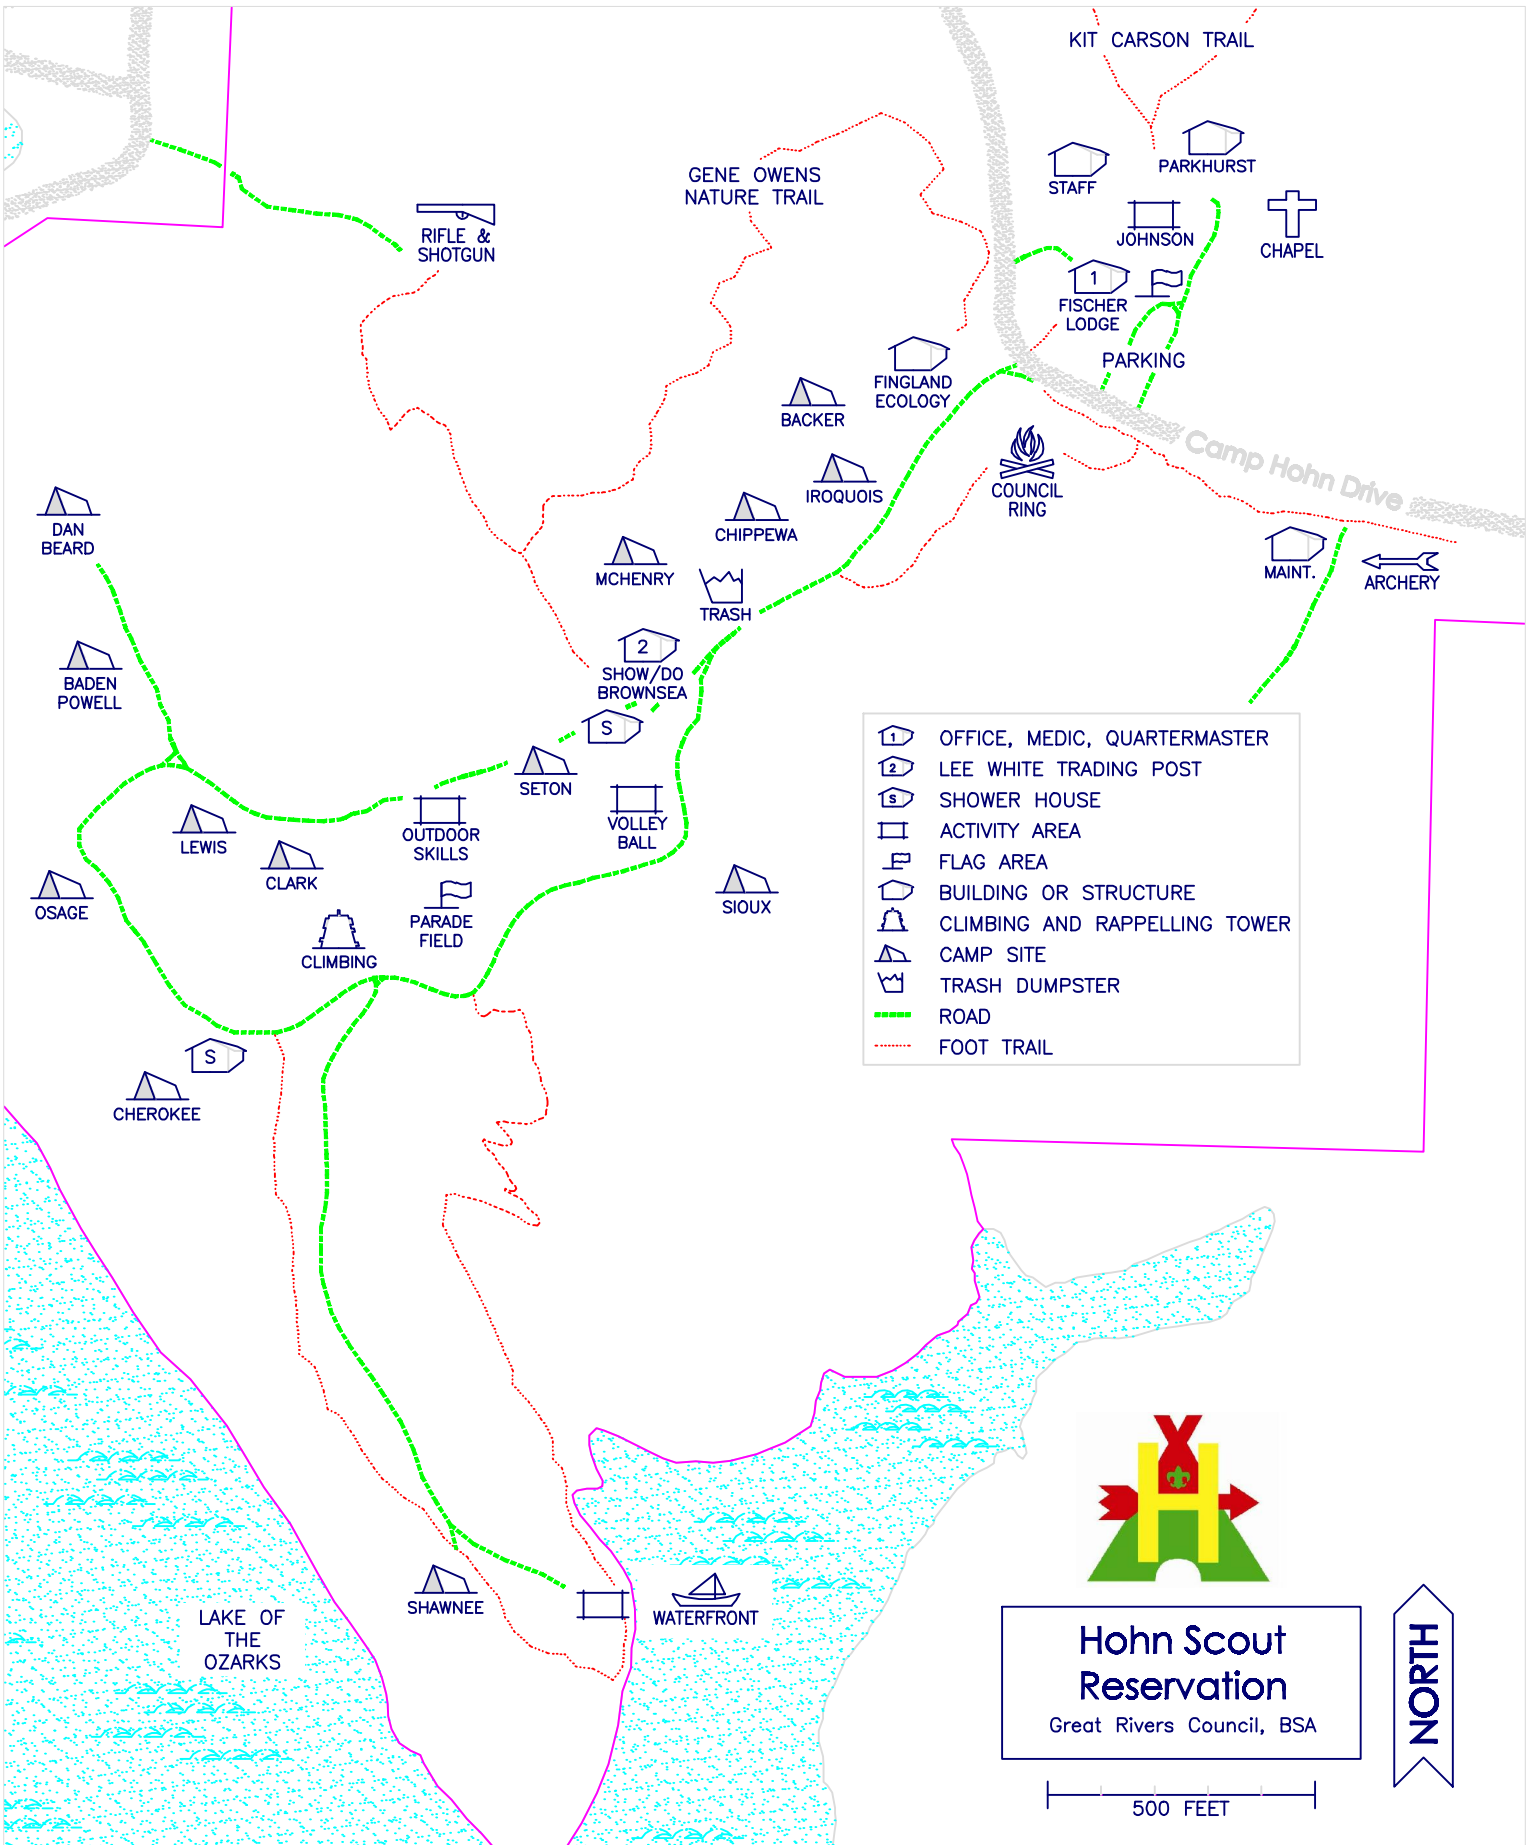 KIT CARSON TRAIL
PARKHURST
STAFF
GENE OWENS
NATURE TRAIL
JOHNSON
CHAPEL
RIFLE &
SHOTGUN
1
FISCHER
LODGE
PARKING
FINGLAND
ECOLOGY
BACKER
Camp Hohn Drive
IROQUOIS
COUNCIL
RING
CHIPPEWA
DAN
BEARD
MCHENRY
MAINT.
ARCHERY
TRASH
2
SHOW/DO
BROWNSEA
BADEN
POWELL
S
SETON
VOLLEY
BALL
OUTDOOR
SKILLS
LEWIS
CLARK
OSAGE
PARADE
FIELD
SIOUX
CLIMBING
1 OFFICE, MEDIC, QUARTERMASTER
2 LEE WHITE TRADING POST
S SHOWER HOUSE
ACTIVITY AREA
FLAG AREA
BUILDING OR STRUCTURE
CLIMBING AND RAPPELLING TOWER
CAMP SITE
TRASH DUMPSTER
ROAD
FOOT TRAIL
S
CHEROKEE
SHAWNEE
WATERFRONT
LAKE OF
THE
OZARKS
Hohn Scout
Reservation
Great Rivers Council, BSA
NORTH
500 FEET